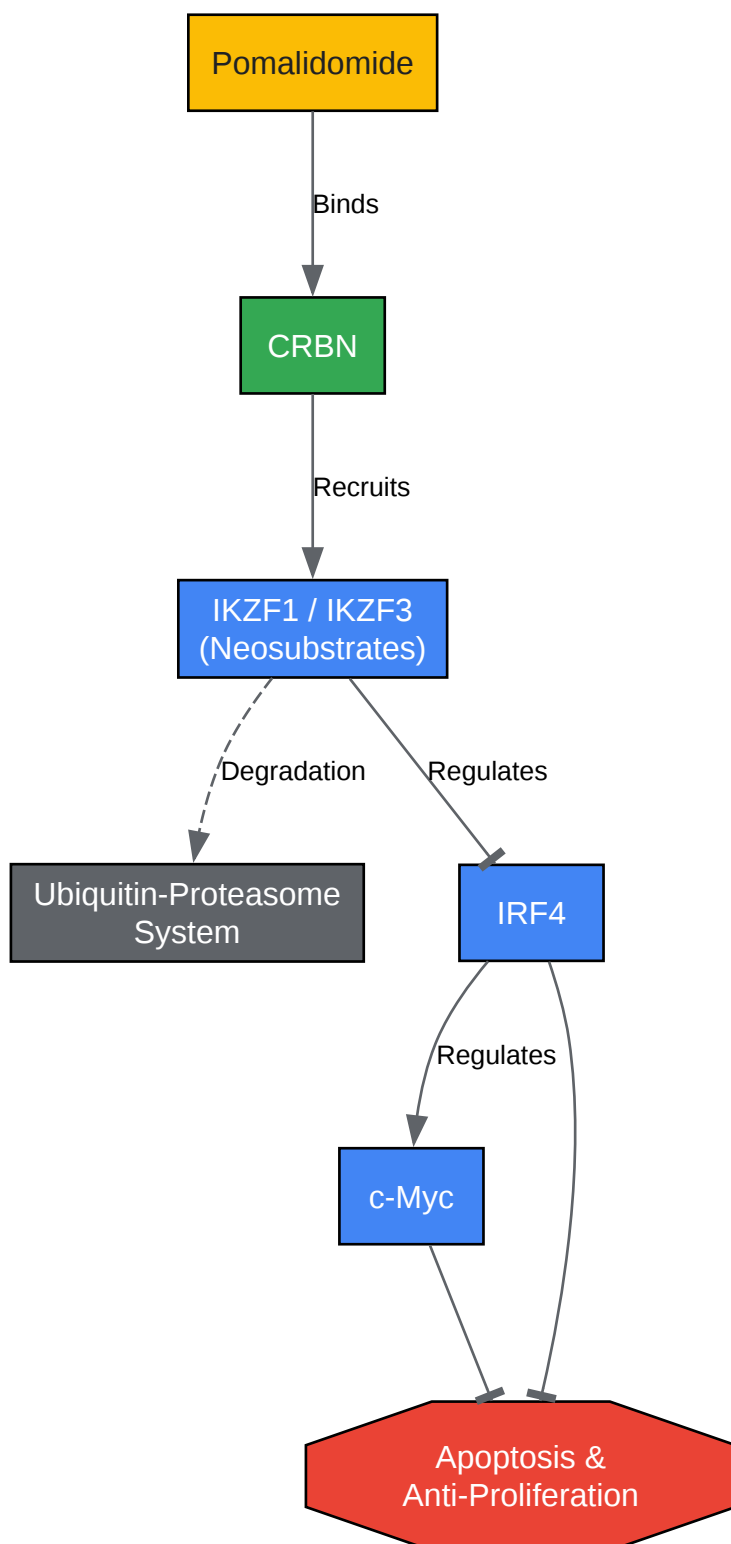 Pomalidomide
Binds
CRBN
Recruits
IKZF1 / IKZF3
(Neosubstrates)
Degradation
Regulates
Ubiquitin-Proteasome
System
IRF4
Regulates
c-Myc
Apoptosis &
Anti-Proliferation